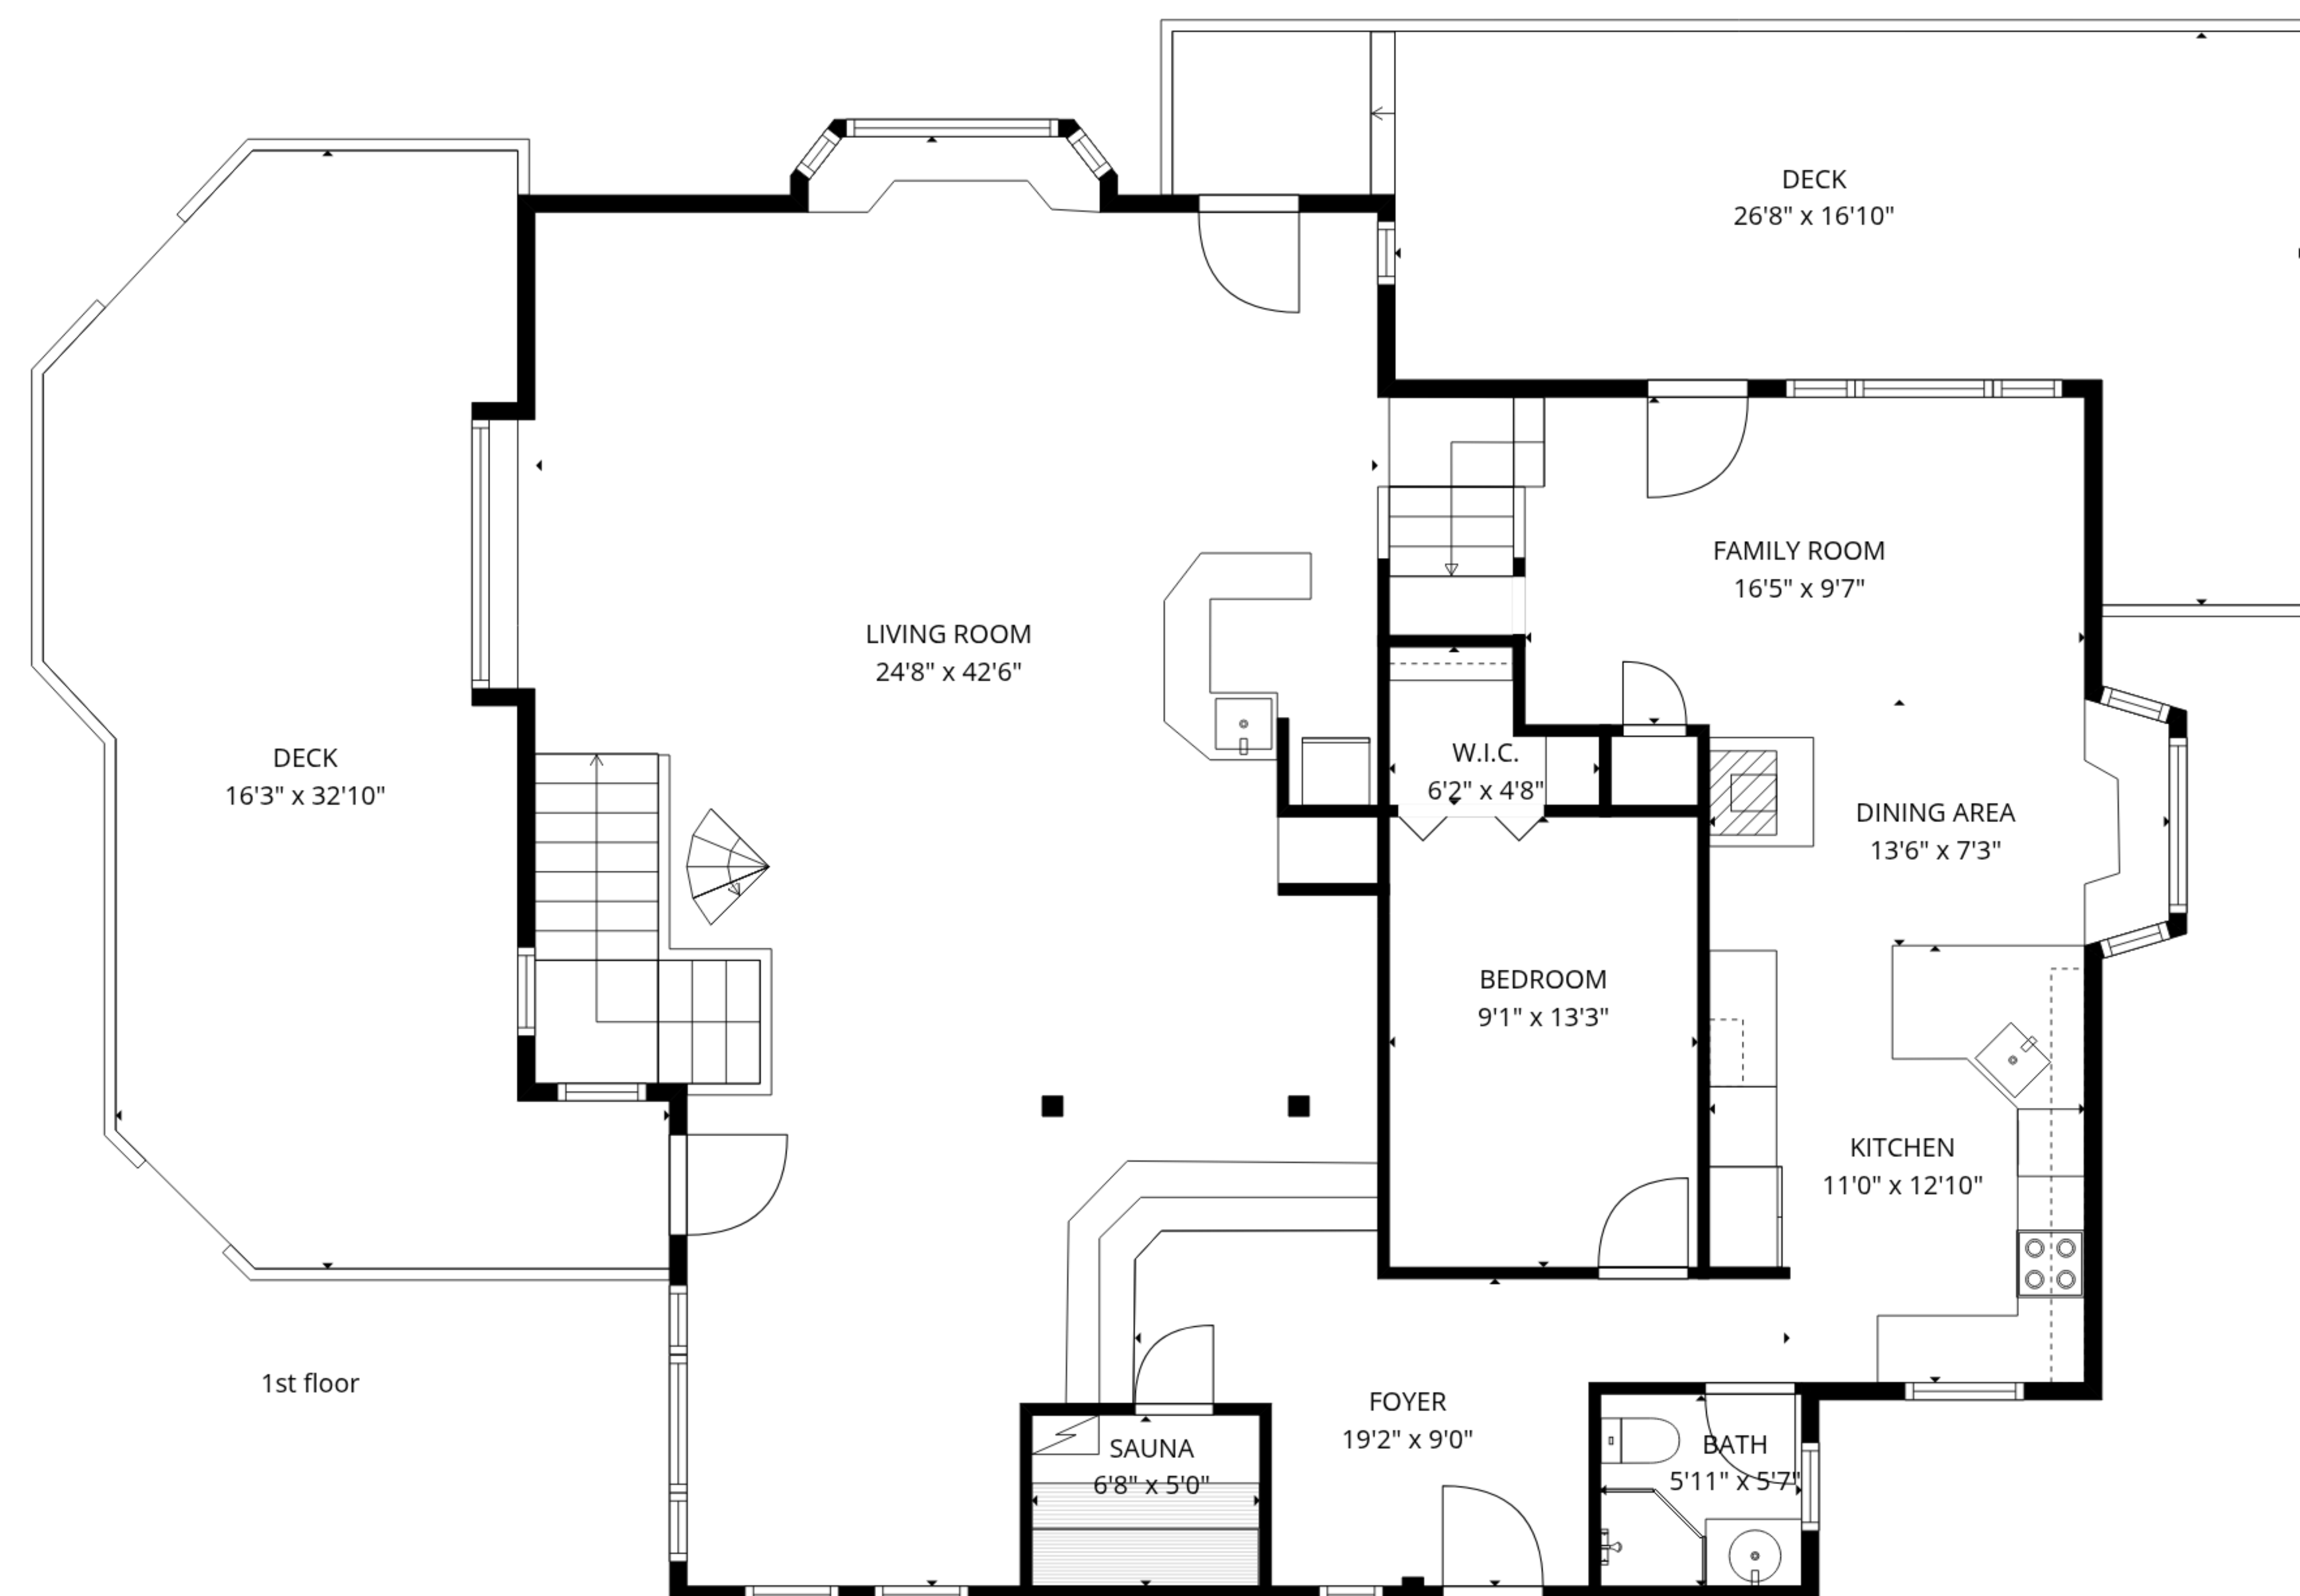 DECK
26'8" x 16'10"
FAMILY ROOM
16'5" x 9'7"
LIVING ROOM
24'8" x 42'6"
DECK
16'3" x 32'10"
W.I.C.
6'2" x 4'8"
DINING AREA
13'6" x 7'3"
BEDROOM
9'1" x 13'3"
KITCHEN
11'0" x 12'10"
1st floor
FOYER
19'2" x 9'0"
SAUNA
6'8" x 5'0"
BATH
5'11" x 5'7"